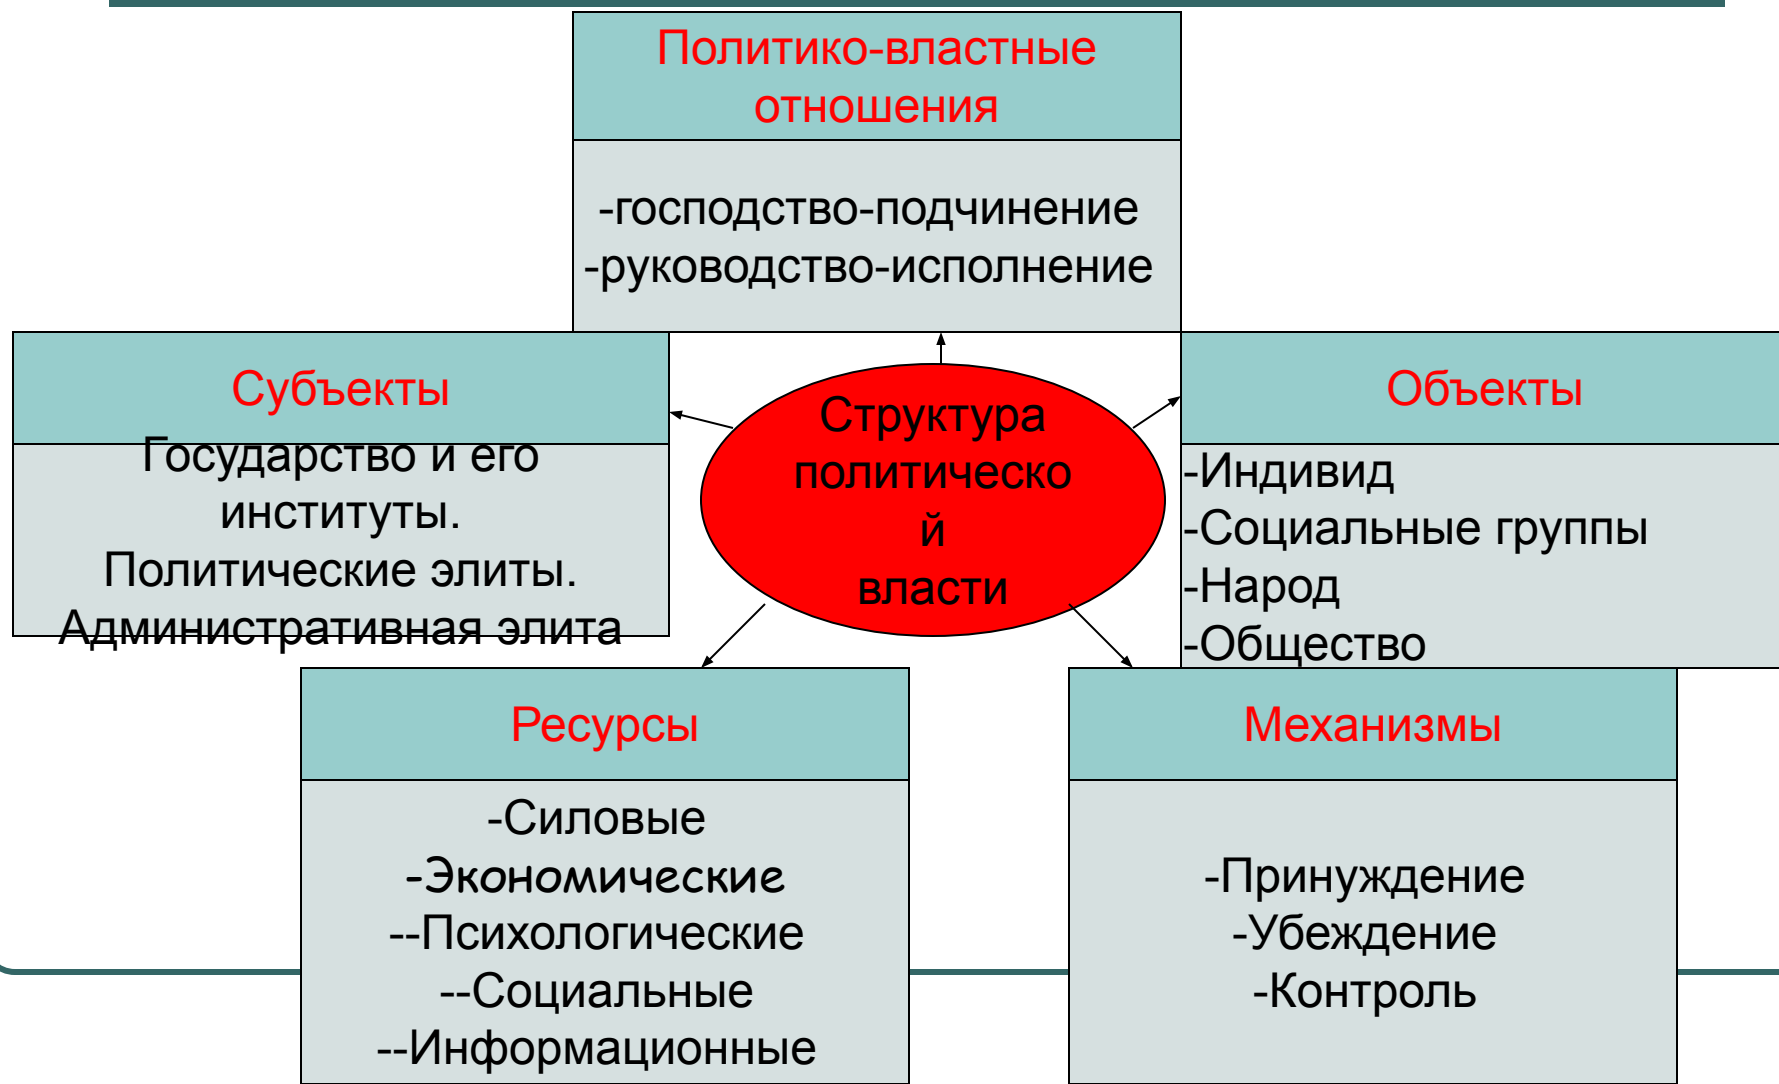 Политико-властные
отношения
-господство-подчинение
-руководство-исполнение
Субъекты
Государство и его
институты.
Политические элиты.
Административная элита
Структура
политическо
й
власти
Объекты
-Индивид
-Социальные группы
-Народ
-Общество
Ресурсы
-Силовые
-Экономические
--Психологические
--Социальные
--Информационные
Механизмы
-Принуждение
-Убеждение
-Контроль